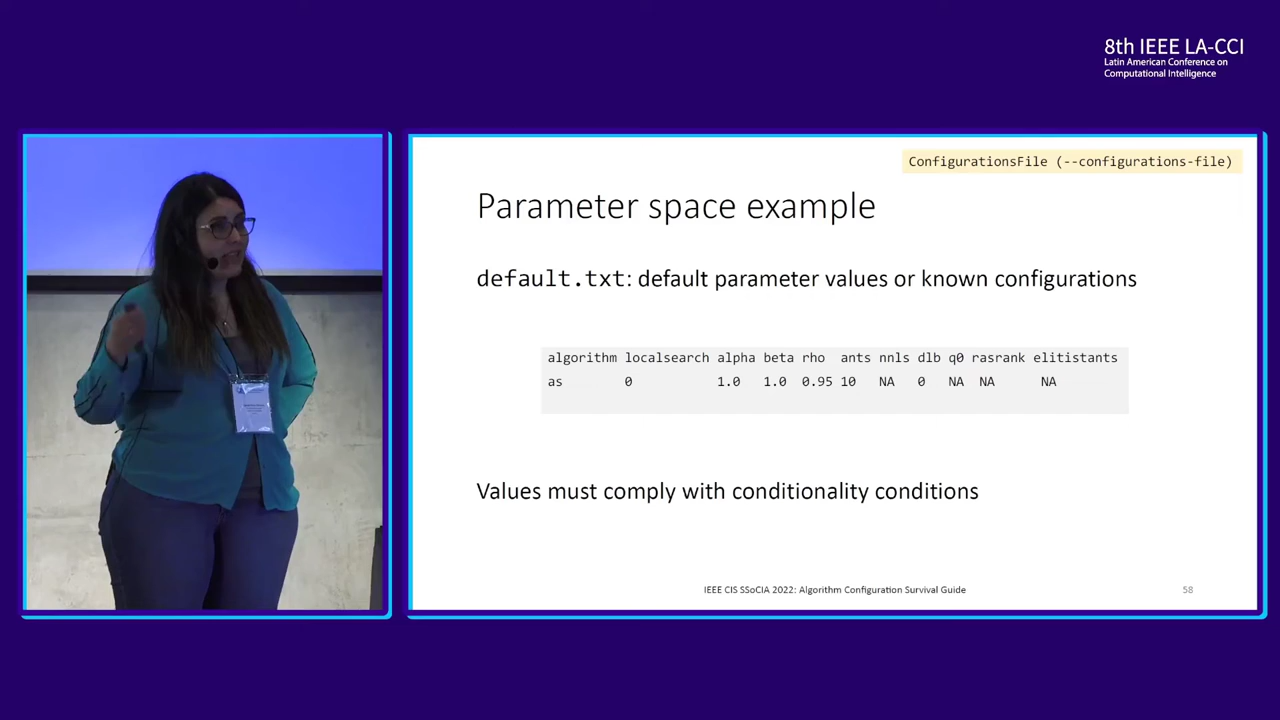 8th IEEE LA-CCI
Latin American Conference on
Computational Intelligence
ConfigurationsFile (--configurations-file)
Parameter space example
default.txt: default parameter values or known configurations
algorithm localsearch alpha beta rho ants nnls dlb q0 rasrank elitistants
as 0 1.0 1.0 0.95 10 NA 0 NA NA NA
Values must comply with conditionality conditions
IEEE CIS SSoCIA 2022: Algorithm Configuration Survival Guide
58